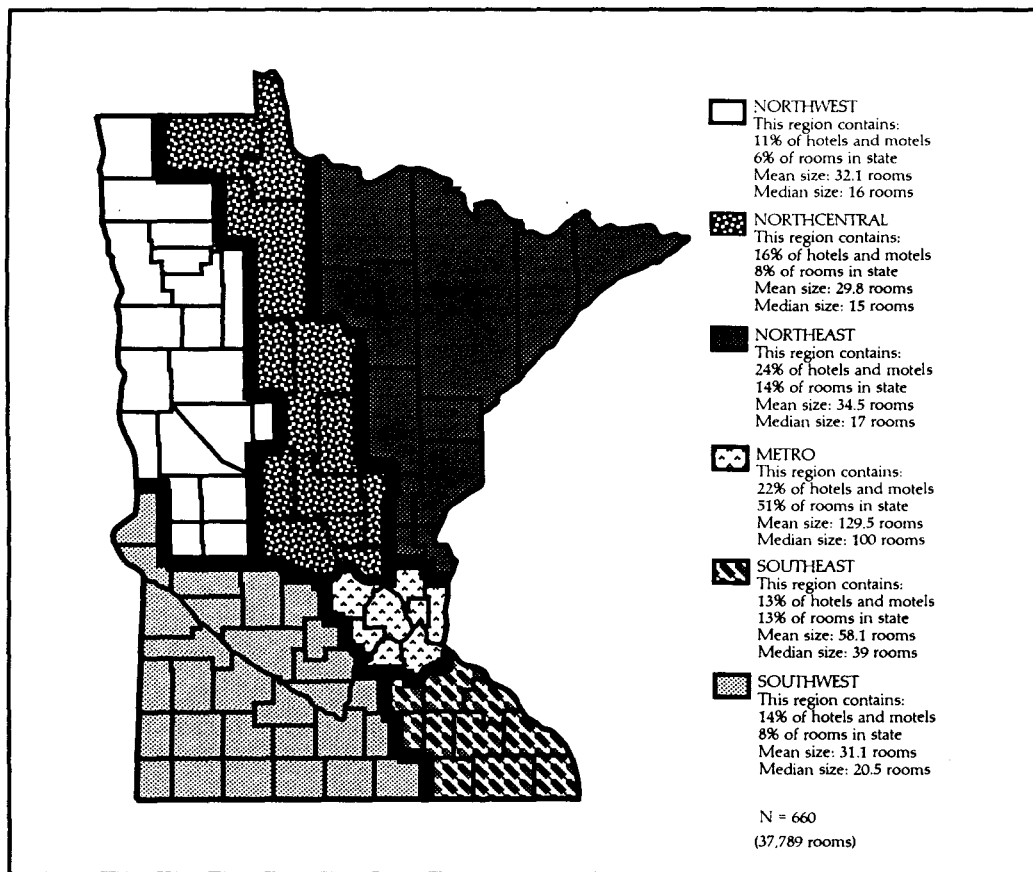 NORTHWEST
This region contains:
11% of hotels and motels
6% of rooms in state
Mean size: 32.1 rooms
Median size: 16 rooms
NORTHCENTRAL
This region contains:
16% of hotels and motels
8% of rooms in state
Mean size: 29.8 rooms
Median size: 15 rooms
NORTHEAST
This region contains:
24% of hotels and motels
14% of rooms in state
Mean size: 34.5 rooms
Median size: 17 rooms
METRO
This region contains:
22% of hotels and motels
51% of rooms in state
Mean size: 129.5 rooms
Median size: 100 rooms
SOUTHEAST
This region contains:
13% of hotels and motels
13% of rooms in state
Mean size: 58.1 rooms
Median size: 39 rooms
SOUTHWEST
This region contains:
14% of hotels and motels
8% of rooms in state
Mean size: 31.1 rooms
Median size: 20.5 rooms
N = 660
(37,789 rooms)